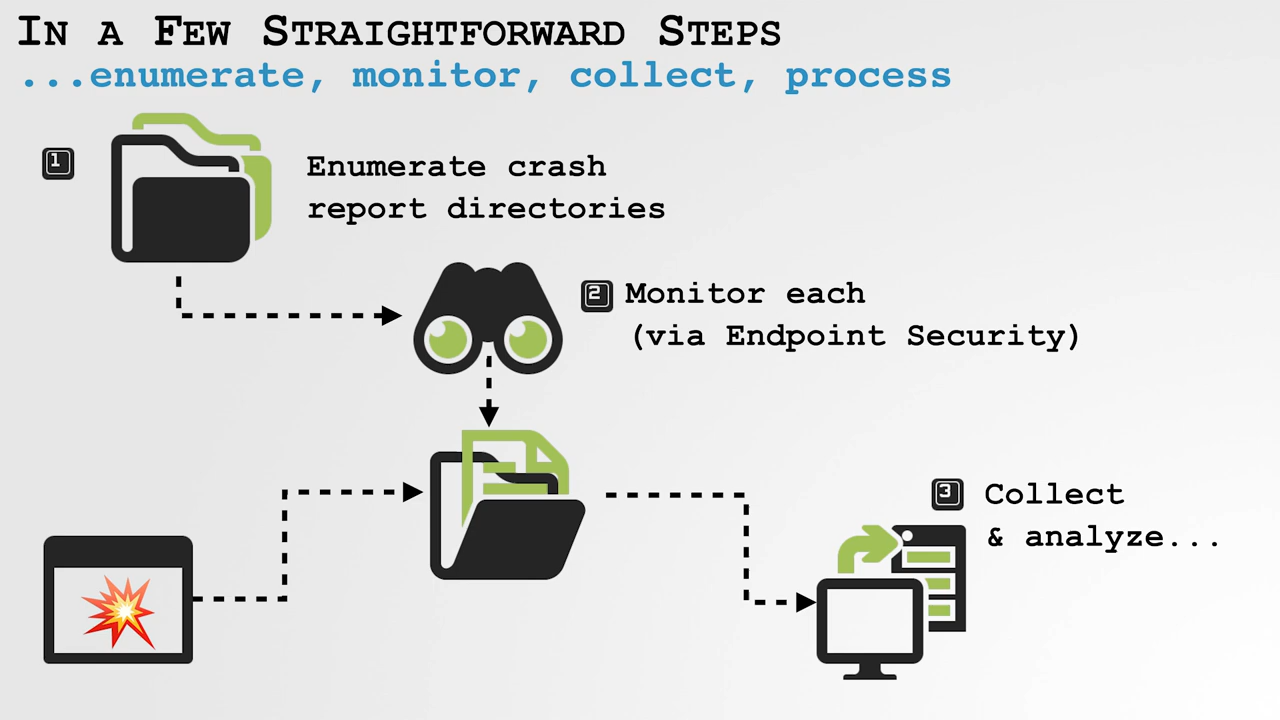 In a Few Straightforward Steps
...enumerate, monitor, collect, process
1
Enumerate crash
report directories
2
Monitor each
(via Endpoint Security)
3
Collect
& analyze...